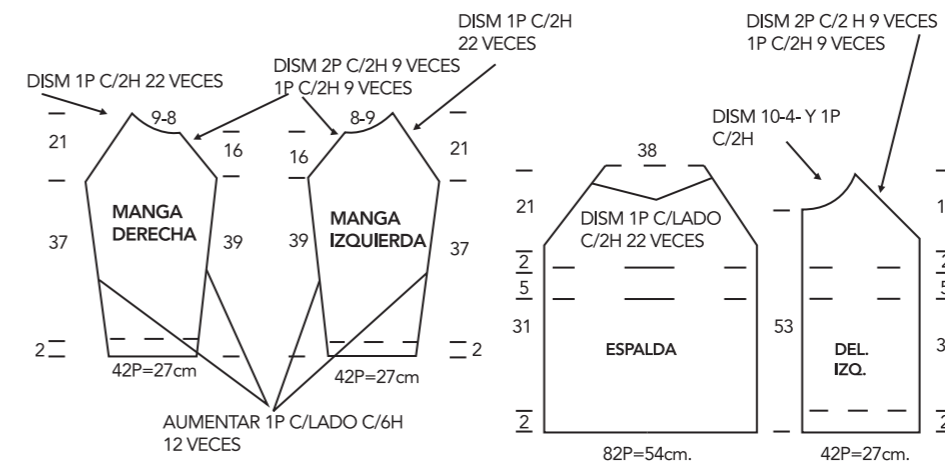 DISM 1P C/2H 22 VECES
9-8
21
16
37
39
MANGA
DERECHA
2
42P=27cm
DISM 2P C/2H 9 VECES
1P C/2H 9 VECES
DISM 1P C/2H
22 VECES
8-9
16
21
39
37
MANGA
IZQUIERDA
2
42P=27cm
AUMENTAR 1P C/LADO C/6H
12 VECES
38
21
DISM 1P C/LADO
C/2H 22 VECES
2
5
31
ESPALDA
2
82P=54cm.
DISM 2P C/2 H 9 VECES
1P C/2H 9 VECES
DISM 10-4- Y 1P
C/2H
53
DEL.
IZQ.
2
5
2
42P=27cm.